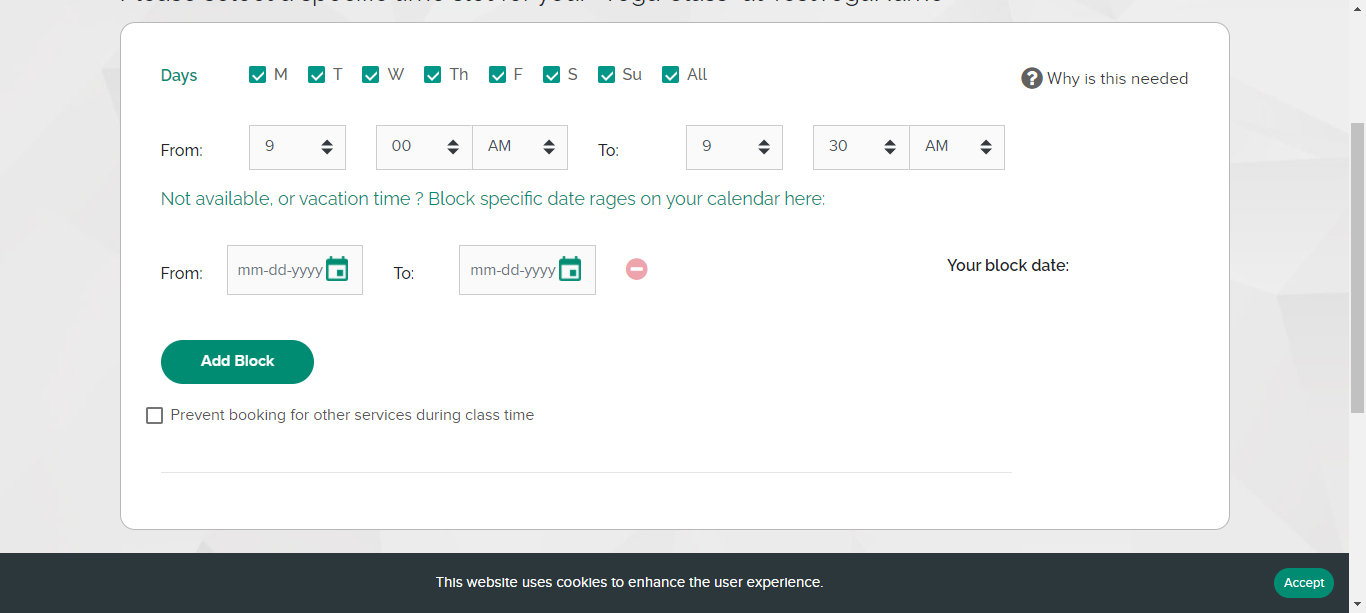 Days M T W Th F S Su All
Why is this needed
From: 9 00 AM To: 9 30 AM
Not available, or vacation time ? Block specific date rages on your calendar here:
From: mm-dd-yyyy To: mm-dd-yyyy
Your block date:
Add Block
Prevent booking for other services during class time
This website uses cookies to enhance the user experience.
Accept